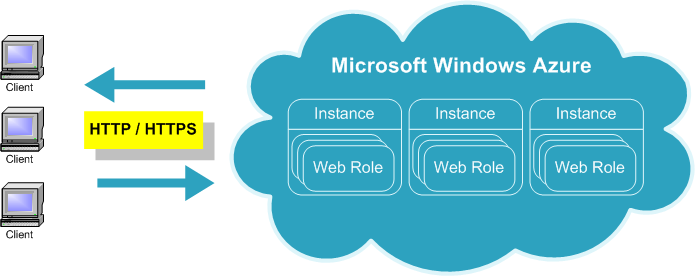 Microsoft Windows Azure
Client
HTTP / HTTPS
Client
Client
Instance
Web Role
Instance
Web Role
Instance
Web Role